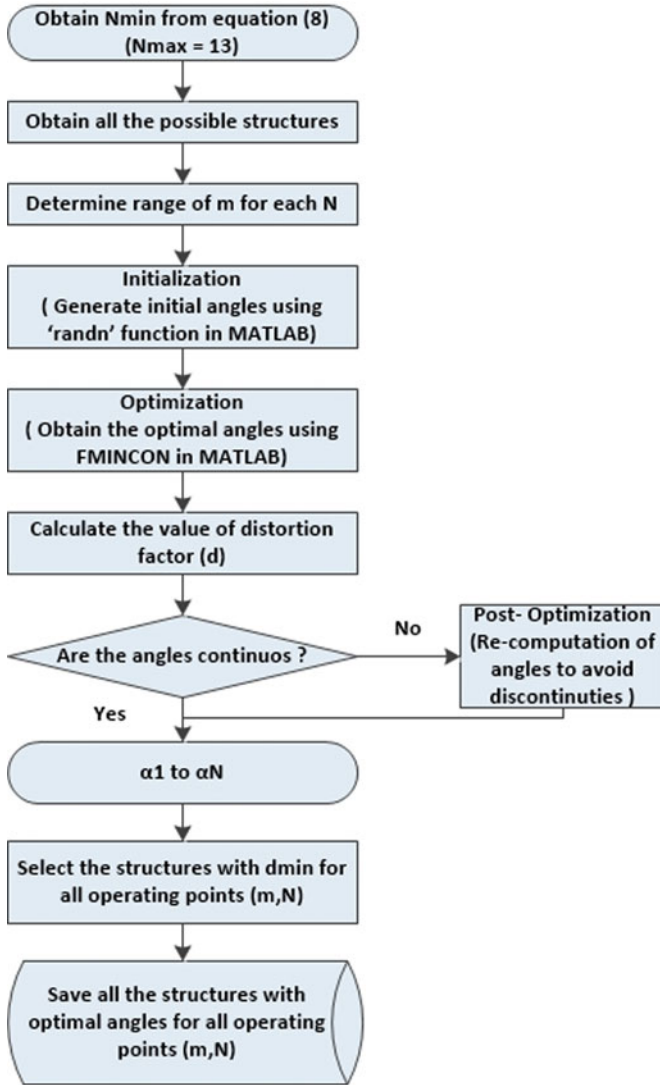 Obtain Nmin from equation (8)
(Nmax = 13)
Obtain all the possible structures
Determine range of m for each N
Initialization
( Generate initial angles using
‘randn’ function in MATLAB)
Optimization
( Obtain the optimal angles using
FMINCON in MATLAB)
Calculate the value of distortion
factor (d)
Are the angles continuos ?
No
Post- Optimization
(Re-computation of
angles to avoid
discontinuties )
Yes
α1 to αN
Select the structures with dmin for
all operating points (m,N)
Save all the structures with
optimal angles for all operating
points (m,N)